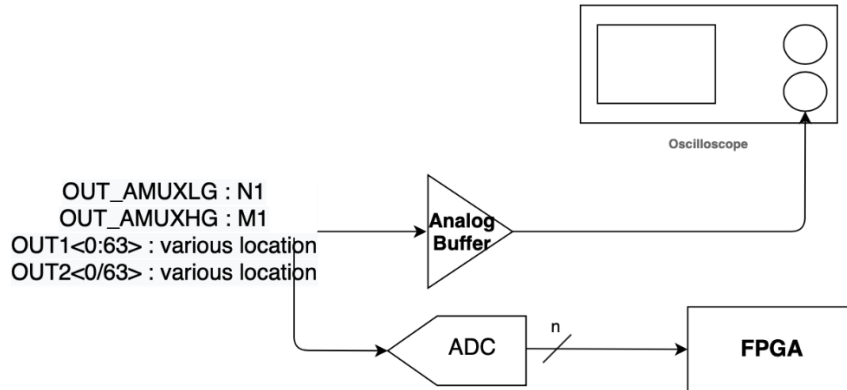 Oscilloscope
OUT_AMUXLG : N1
OUT_AMUXHG : M1
OUT1<0:63> : various location
OUT2<0/63> : various location
Analog
Buffer
n
ADC
FPGA